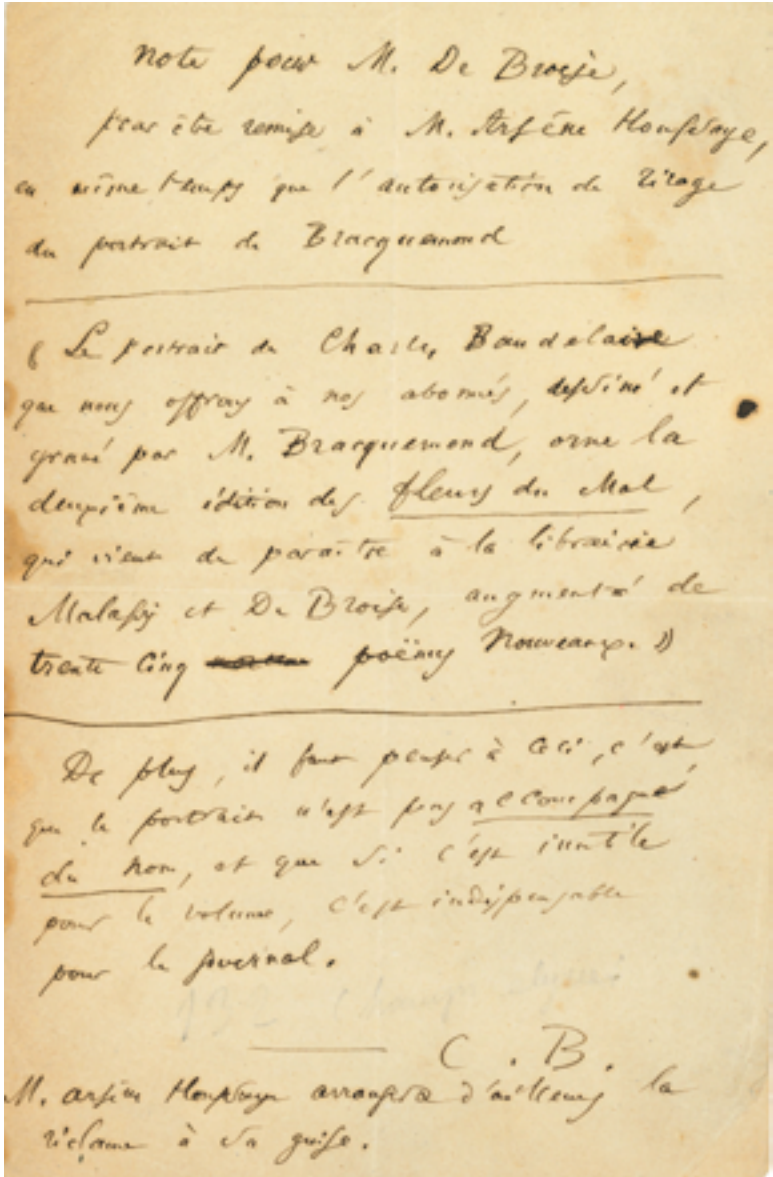 Note pour M. De Broise,
pour être remise à M. Arsène Houssaye,
en même temps que l'autorisation de tirage
du portrait de Bracquemond
« Le portrait de Charles Baudelaire
que nous offrons à nos abonnés, dessiné et
gravé par M. Bracquemond, orne la
deuxième édition des fleurs du Mal,
qui vient de paraître à la librairie
Malassis et De Broise, augmenté de
trente cinq poëmes Nouveaux. »
De plus, il faut penser à ceci, c'est
que le portrait n'est pas accompagné
du nom, et que si c'est inutile
pour le volume, c'est indispensable
pour le journal.
C. B.
M. arsène Houssaye arrangera d'ailleurs la
réclame à sa guise.